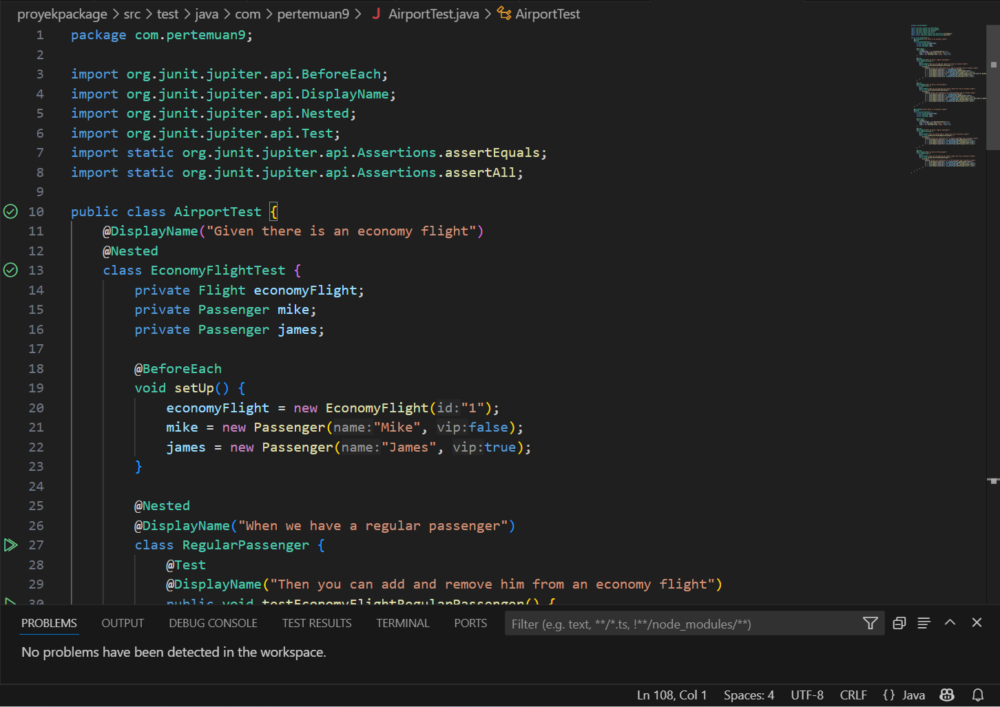 proyekpackage > src > test > java > com > pertemuan9 > J AirportTest.java > AirportTest
1 package com.pertemuan9;
2
3 import org.junit.jupiter.api.BeforeEach;
4 import org.junit.jupiter.api.DisplayName;
5 import org.junit.jupiter.api.Nested;
6 import org.junit.jupiter.api.Test;
7 import static org.junit.jupiter.api.Assertions.assertEquals;
8 import static org.junit.jupiter.api.Assertions.assertAll;
9
10 public class AirportTest {
11 @DisplayName("Given there is an economy flight")
12 @Nested
13 class EconomyFlightTest {
14 private Flight economyFlight;
15 private Passenger mike;
16 private Passenger james;
17
18 @BeforeEach
19 void setUp() {
20 economyFlight = new EconomyFlight(id:"1");
21 mike = new Passenger(name:"Mike", vip:false);
22 james = new Passenger(name:"James", vip:true);
23 }
24
25 @Nested
26 @DisplayName("When we have a regular passenger")
27 class RegularPassenger {
28 @Test
29 @DisplayName("Then you can add and remove him from an economy flight")
30 public void testEconomyFlightRegularPassenger() {
PROBLEMS OUTPUT DEBUG CONSOLE TEST RESULTS TERMINAL PORTS Filter (e.g. text, **/*.ts, !**/node_modules/**)
No problems have been detected in the workspace.
Ln 108, Col 1 Spaces: 4 UTF-8 CRLF {} Java